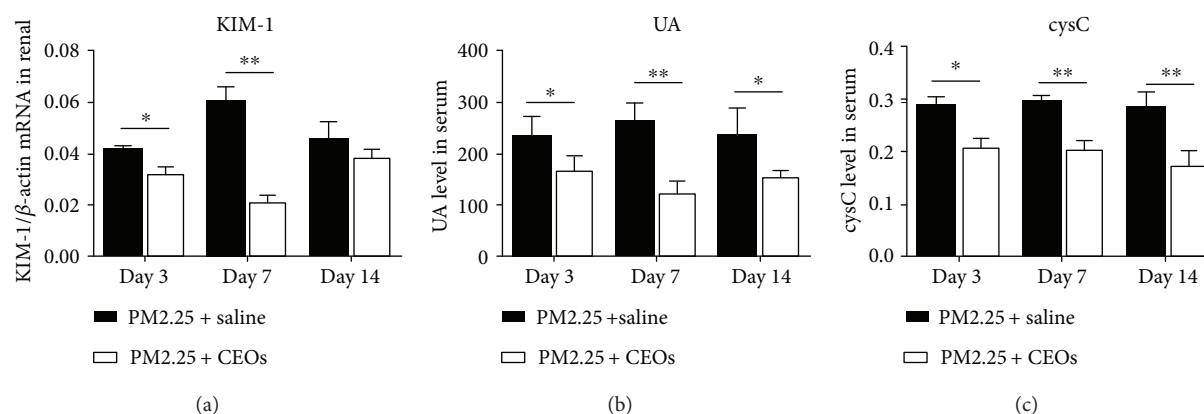 KIM-1
KIM-1/β-actin mRNA in renal
0.08
0.06
0.04
0.02
0.00
*
**
Day 3
Day 7
Day 14
PM2.25 + saline
PM2.25 + CEOs
(a)
UA
UA level in serum
400
300
200
100
0
*
**
*
Day 3
Day 7
Day 14
PM2.25 +saline
PM2.25 + CEOs
(b)
cysC
cysC level in serum
0.4
0.3
0.2
0.1
0.0
*
**
**
Day 3
Day 7
Day 14
PM2.25 + saline
PM2.25 + CEOs
(c)